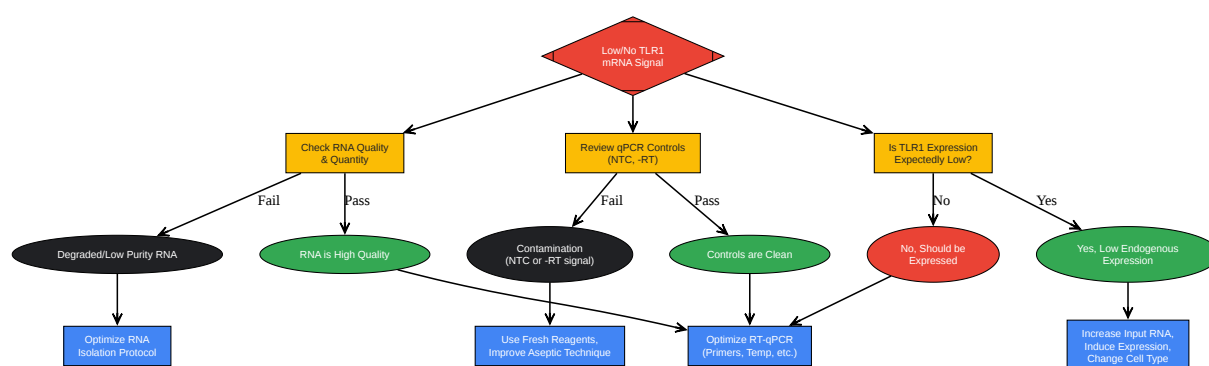 Low/No TLR1
mRNA Signal
Check RNA Quality
& Quantity
Review qPCR Controls
(NTC, -RT)
Is TLR1 Expression
Expectedly Low?
Fail
Pass
Fail
Pass
No
Yes
Degraded/Low Purity RNA
RNA is High Quality
Contamination
(NTC or -RT signal)
Controls are Clean
No, Should be
Expressed
Yes, Low Endogenous
Expression
Optimize RNA
Isolation Protocol
Use Fresh Reagents,
Improve Aseptic Technique
Optimize RT-qPCR
(Primers, Temp, etc.)
Increase Input RNA,
Induce Expression,
Change Cell Type